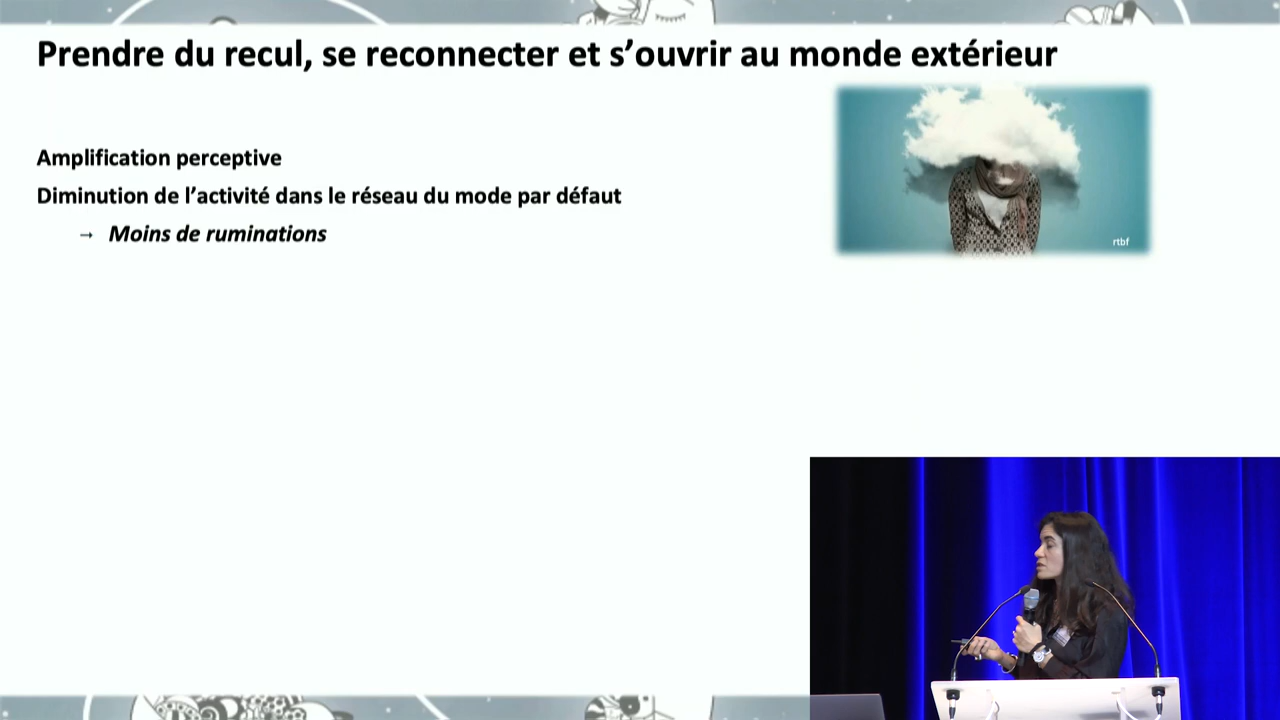 Prendre du recul, se reconnecter et s’ouvrir au monde extérieur
Amplification perceptive
Diminution de l’activité dans le réseau du mode par défaut
→ Moins de ruminations
rtbf